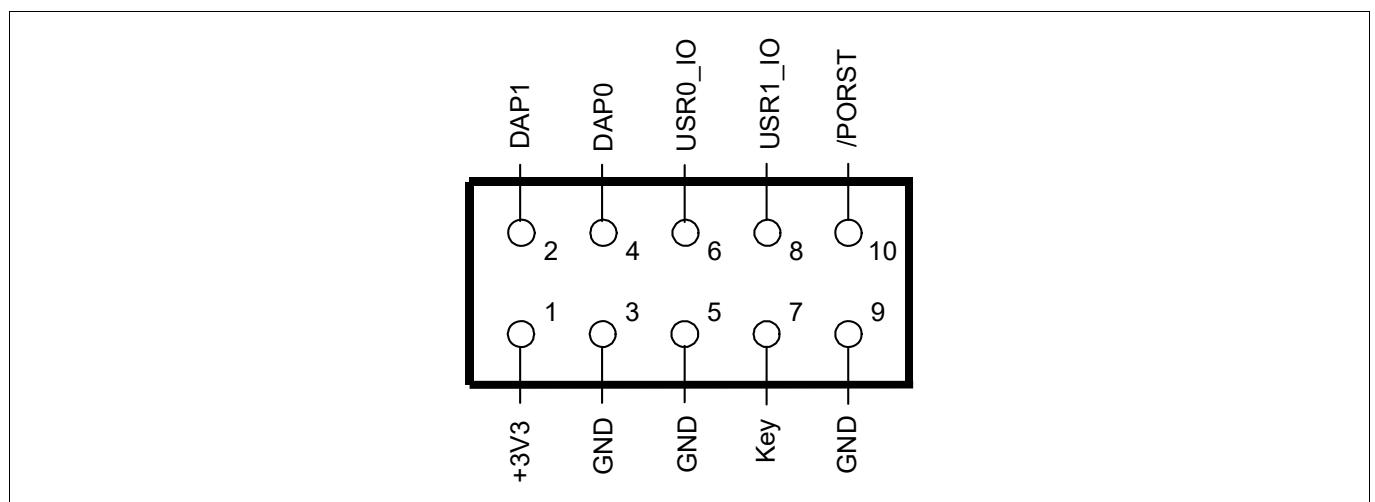 DAP1 DAP0 USR0_IO USR1_IO /PORST
2 4 6 8 10
1 3 5 7 9
+3V3 GND GND Key GND